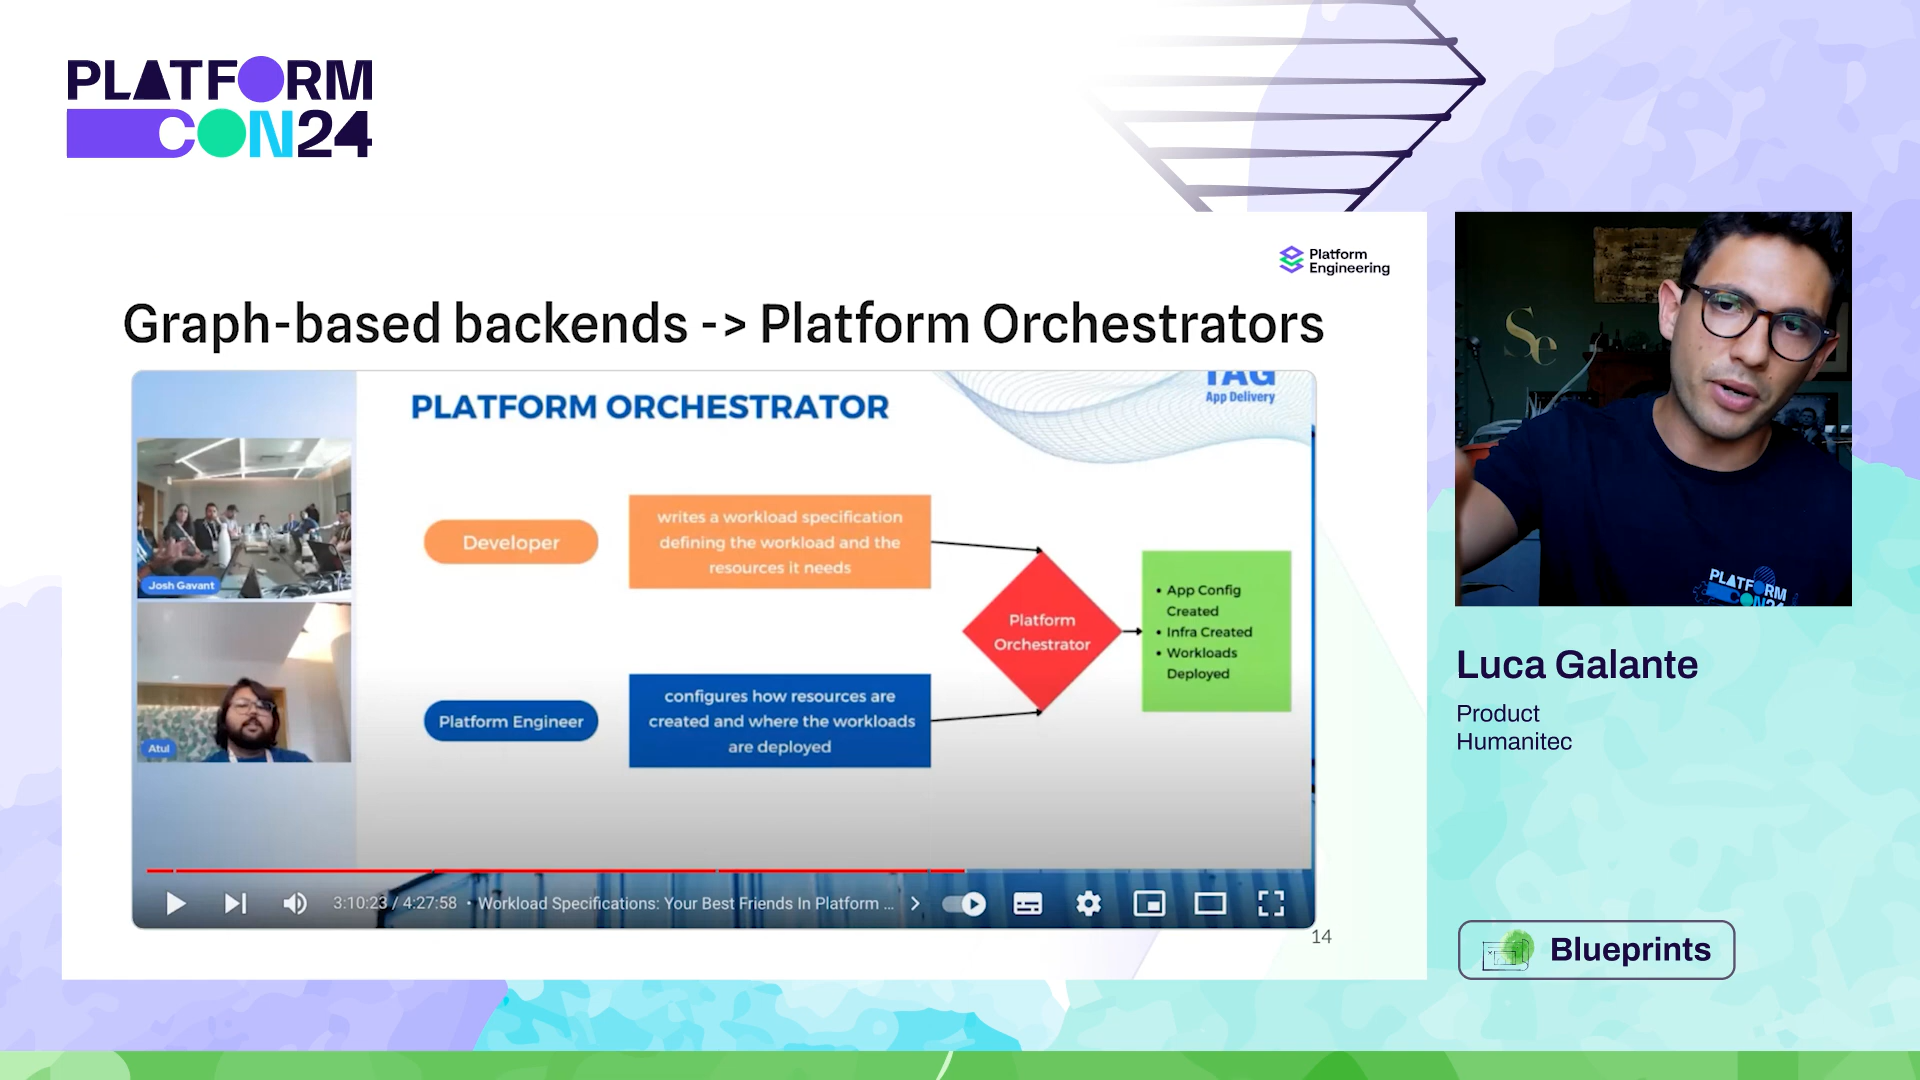 PLATFORM
CON24
Platform
Engineering
Graph-based backends -> Platform Orchestrators
TAG
App Delivery
PLATFORM ORCHESTRATOR
Developer
writes a workload specification
defining the workload and the
resources it needs
Platform Engineer
configures how resources are
created and where the workloads
are deployed
Platform
Orchestrator
• App Config
Created
• Infra Created
• Workloads
Deployed
Josh Gavant
Atul
3:10:23 / 4:27:58 • Workload Specifications: Your Best Friends In Platform ...
14
Se
PLATFORM
CON24
Luca Galante
Product
Humanitec
Blueprints